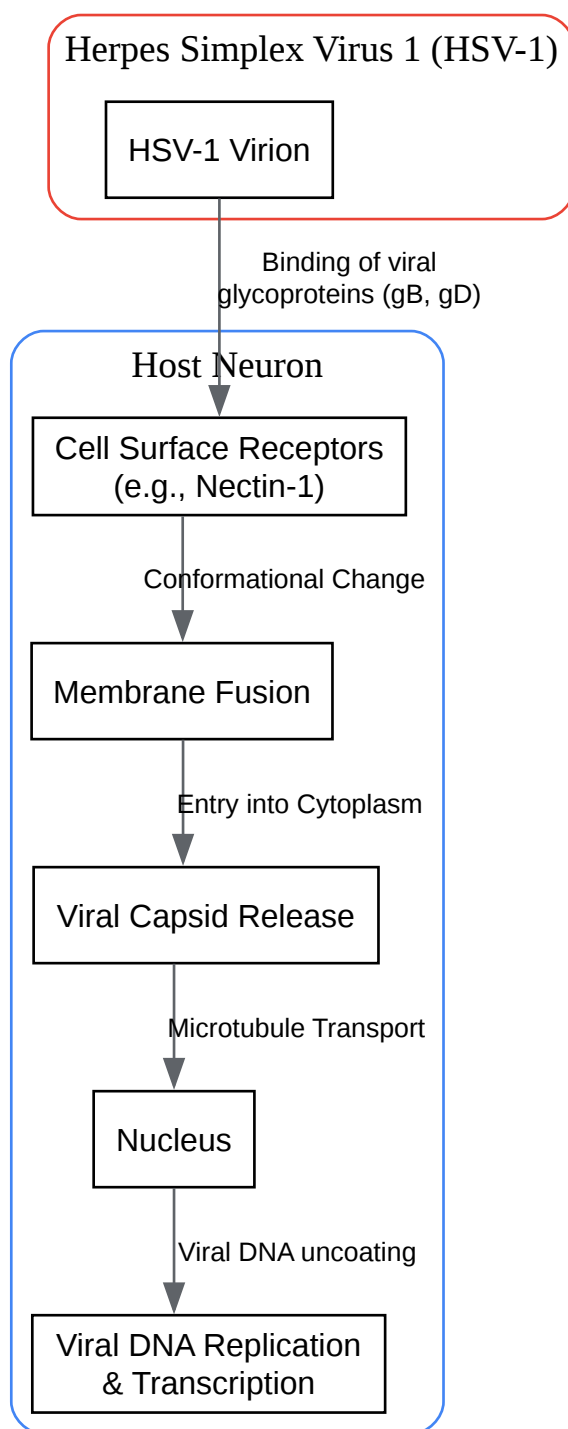 Herpes Simplex Virus 1 (HSV-1)
HSV-1 Virion
Binding of viral
glycoproteins (gB, gD)
Host Neuron
Cell Surface Receptors
(e.g., Nectin-1)
Conformational Change
Membrane Fusion
Entry into Cytoplasm
Viral Capsid Release
Microtubule Transport
Nucleus
Viral DNA uncoating
Viral DNA Replication
& Transcription